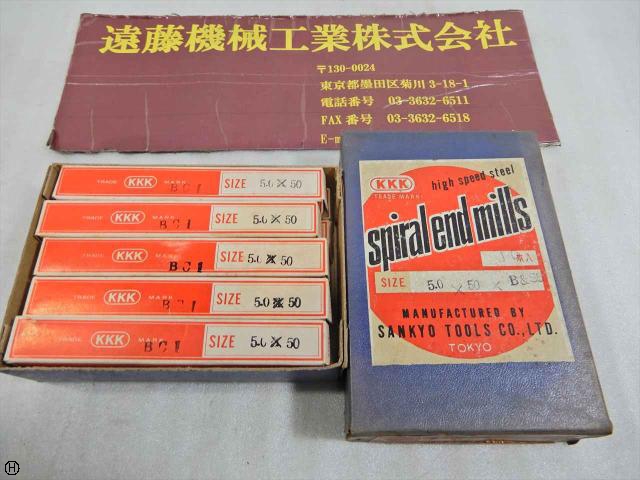 遠藤機械工業株式会社
〒130-0024
東京都墨田区菊川3-18-1
電話番号 03-3632-6511
FAX番号 03-3632-6518
E-m
TRADE KKK MARK BC1 SIZE 5.0 X 50
TRADE KKK MARK BC1 SIZE 5.0 X 50
TRADE KKK MARK BC1 SIZE 5.0 X 50
TRADE KKK MARK BC1 SIZE 5.0 X 50
TRADE KKK MARK BC1 SIZE 5.0 X 50
KKK
TRADE MARK
high speed steel
spiral end mills
本入
SIZE 5.0 × 50 ×
MANUFACTURED BY
SANKYO TOOLS CO., LTD.
TOKYO
H